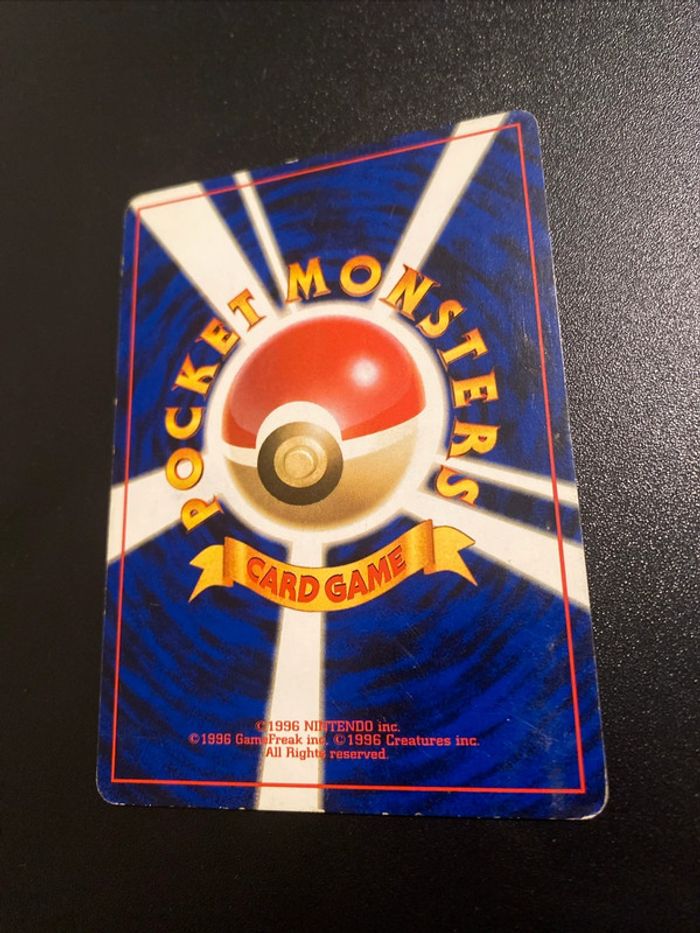 POCKET MONSTERS
CARD GAME
©1996 NINTENDO inc.
©1996 GameFreak inc. ©1996 Creatures inc.
All Rights reserved.